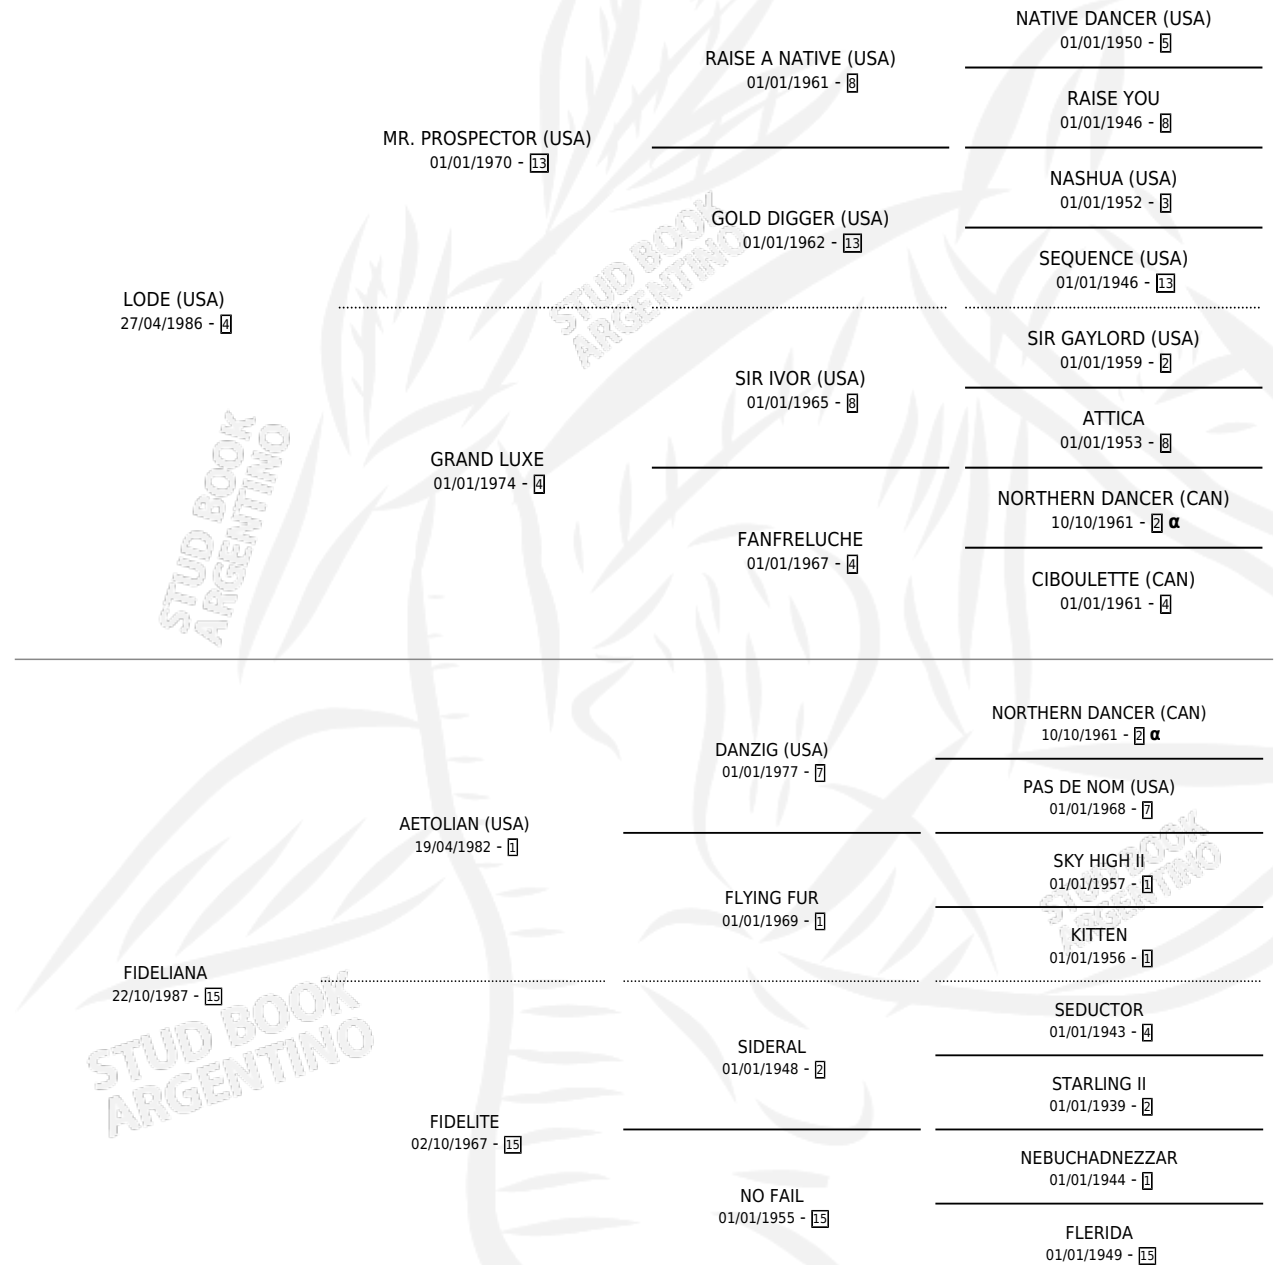 NATIVE DANCER (USA)
01/01/1950 - 5
RAISE A NATIVE (USA)
01/01/1961 - 8
RAISE YOU
01/01/1946 - 8
MR. PROSPECTOR (USA)
01/01/1970 - 13
NASHUA (USA)
01/01/1952 - 3
GOLD DIGGER (USA)
01/01/1962 - 13
SEQUENCE (USA)
01/01/1946 - 13
LODE (USA)
27/04/1986 - 4
SIR GAYLORD (USA)
01/01/1959 - 2
SIR IVOR (USA)
01/01/1965 - 8
ATTICA
01/01/1953 - 8
GRAND LUXE
01/01/1974 - 4
NORTHERN DANCER (CAN)
10/10/1961 - 2 α
FANFRELUCHE
01/01/1967 - 4
CIBOULETTE (CAN)
01/01/1961 - 4
NORTHERN DANCER (CAN)
10/10/1961 - 2 α
DANZIG (USA)
01/01/1977 - 7
PAS DE NOM (USA)
01/01/1968 - 7
AETOLIAN (USA)
19/04/1982 - 1
SKY HIGH II
01/01/1957 - 1
FLYING FUR
01/01/1969 - 1
KITTEN
01/01/1956 - 1
FIDELIANA
22/10/1987 - 15
SEDUCTOR
01/01/1943 - 4
SIDERAL
01/01/1948 - 2
STARLING II
01/01/1939 - 2
FIDELITE
02/10/1967 - 15
NEBUCHADNEZZAR
01/01/1944 - 1
NO FAIL
01/01/1955 - 15
FLERIDA
01/01/1949 - 15
STUD BOOK
ARGENTINO
STUD BOOK
ARGENTINO
STUD BOOK
ARGENTINO
STUD BOOK
ARGENTINO